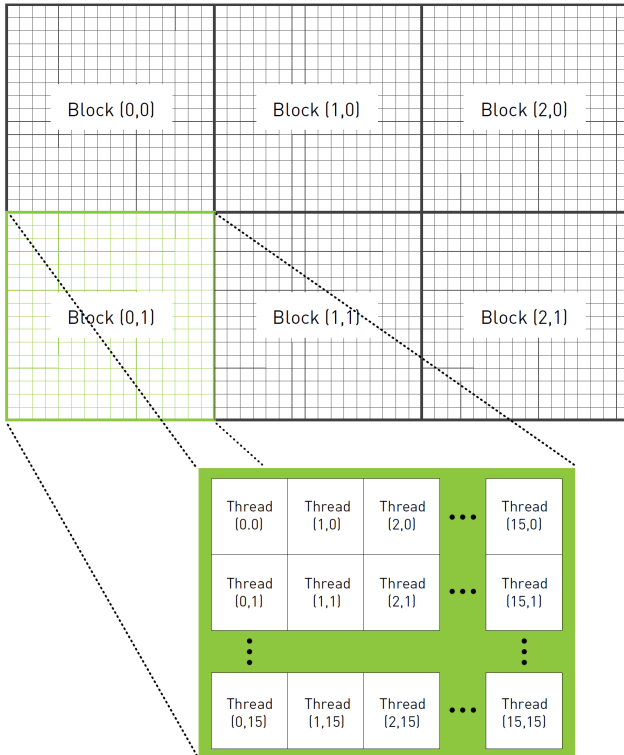 Block (0,0)
Block (1,0)
Block (2,0)
Block (0,1)
Block (1,1)
Block (2,1)
Thread
(0.0)
Thread
(1,0)
Thread
(2,0)
•••
Thread
(15,0)
Thread
(0,1)
Thread
(1,1)
Thread
(2,1)
•••
Thread
(15,1)
Thread
(0,15)
Thread
(1,15)
Thread
(2,15)
•••
Thread
(15,15)